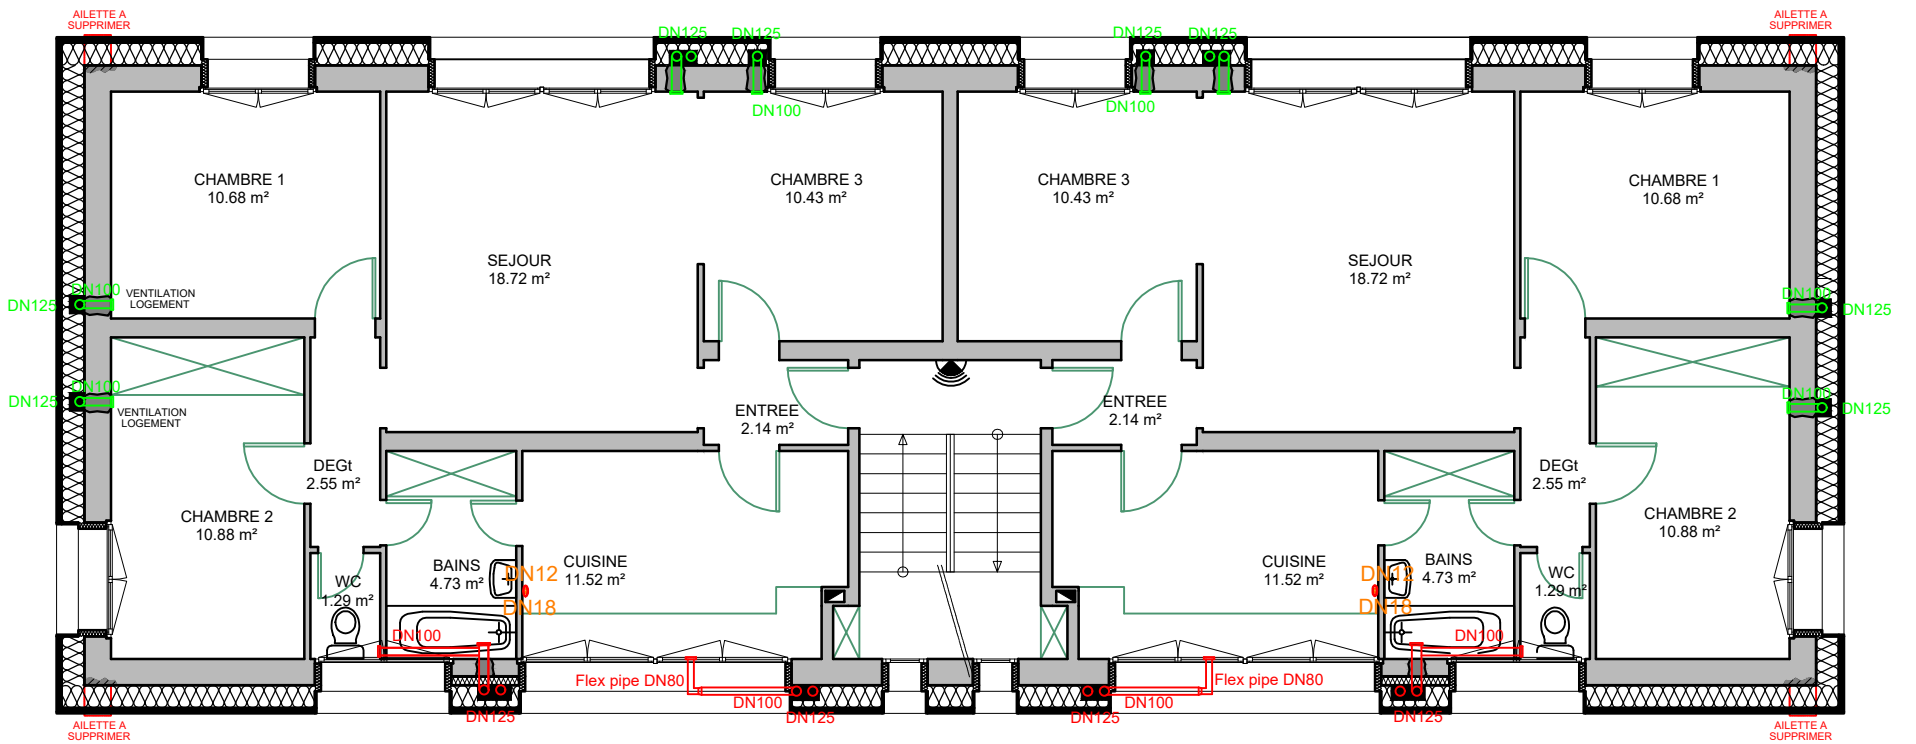 AILETTE A
SUPPRIMER
AILETTE A
SUPPRIMER
DN125
DN125
DN125
DN125
DN100
DN100
CHAMBRE 1
10.68 m²
CHAMBRE 3
10.43 m²
CHAMBRE 3
10.43 m²
CHAMBRE 1
10.68 m²
SEJOUR
18.72 m²
SEJOUR
18.72 m²
DN125
DN100
VENTILATION
LOGEMENT
DN100
DN125
DN125
DN100
VENTILATION
LOGEMENT
DN100
DN125
ENTREE
2.14 m²
ENTREE
2.14 m²
DEGt
2.55 m²
DEGt
2.55 m²
CHAMBRE 2
10.88 m²
CHAMBRE 2
10.88 m²
BAINS
4.73 m²
CUISINE
11.52 m²
CUISINE
11.52 m²
BAINS
4.73 m²
WC
1.29 m²
WC
1.29 m²
DN12
DN18
DN12
DN18
DN100
DN100
Flex pipe DN80
Flex pipe DN80
DN100
DN100
DN125
DN125
DN125
DN125
AILETTE A
SUPPRIMER
AILETTE A
SUPPRIMER